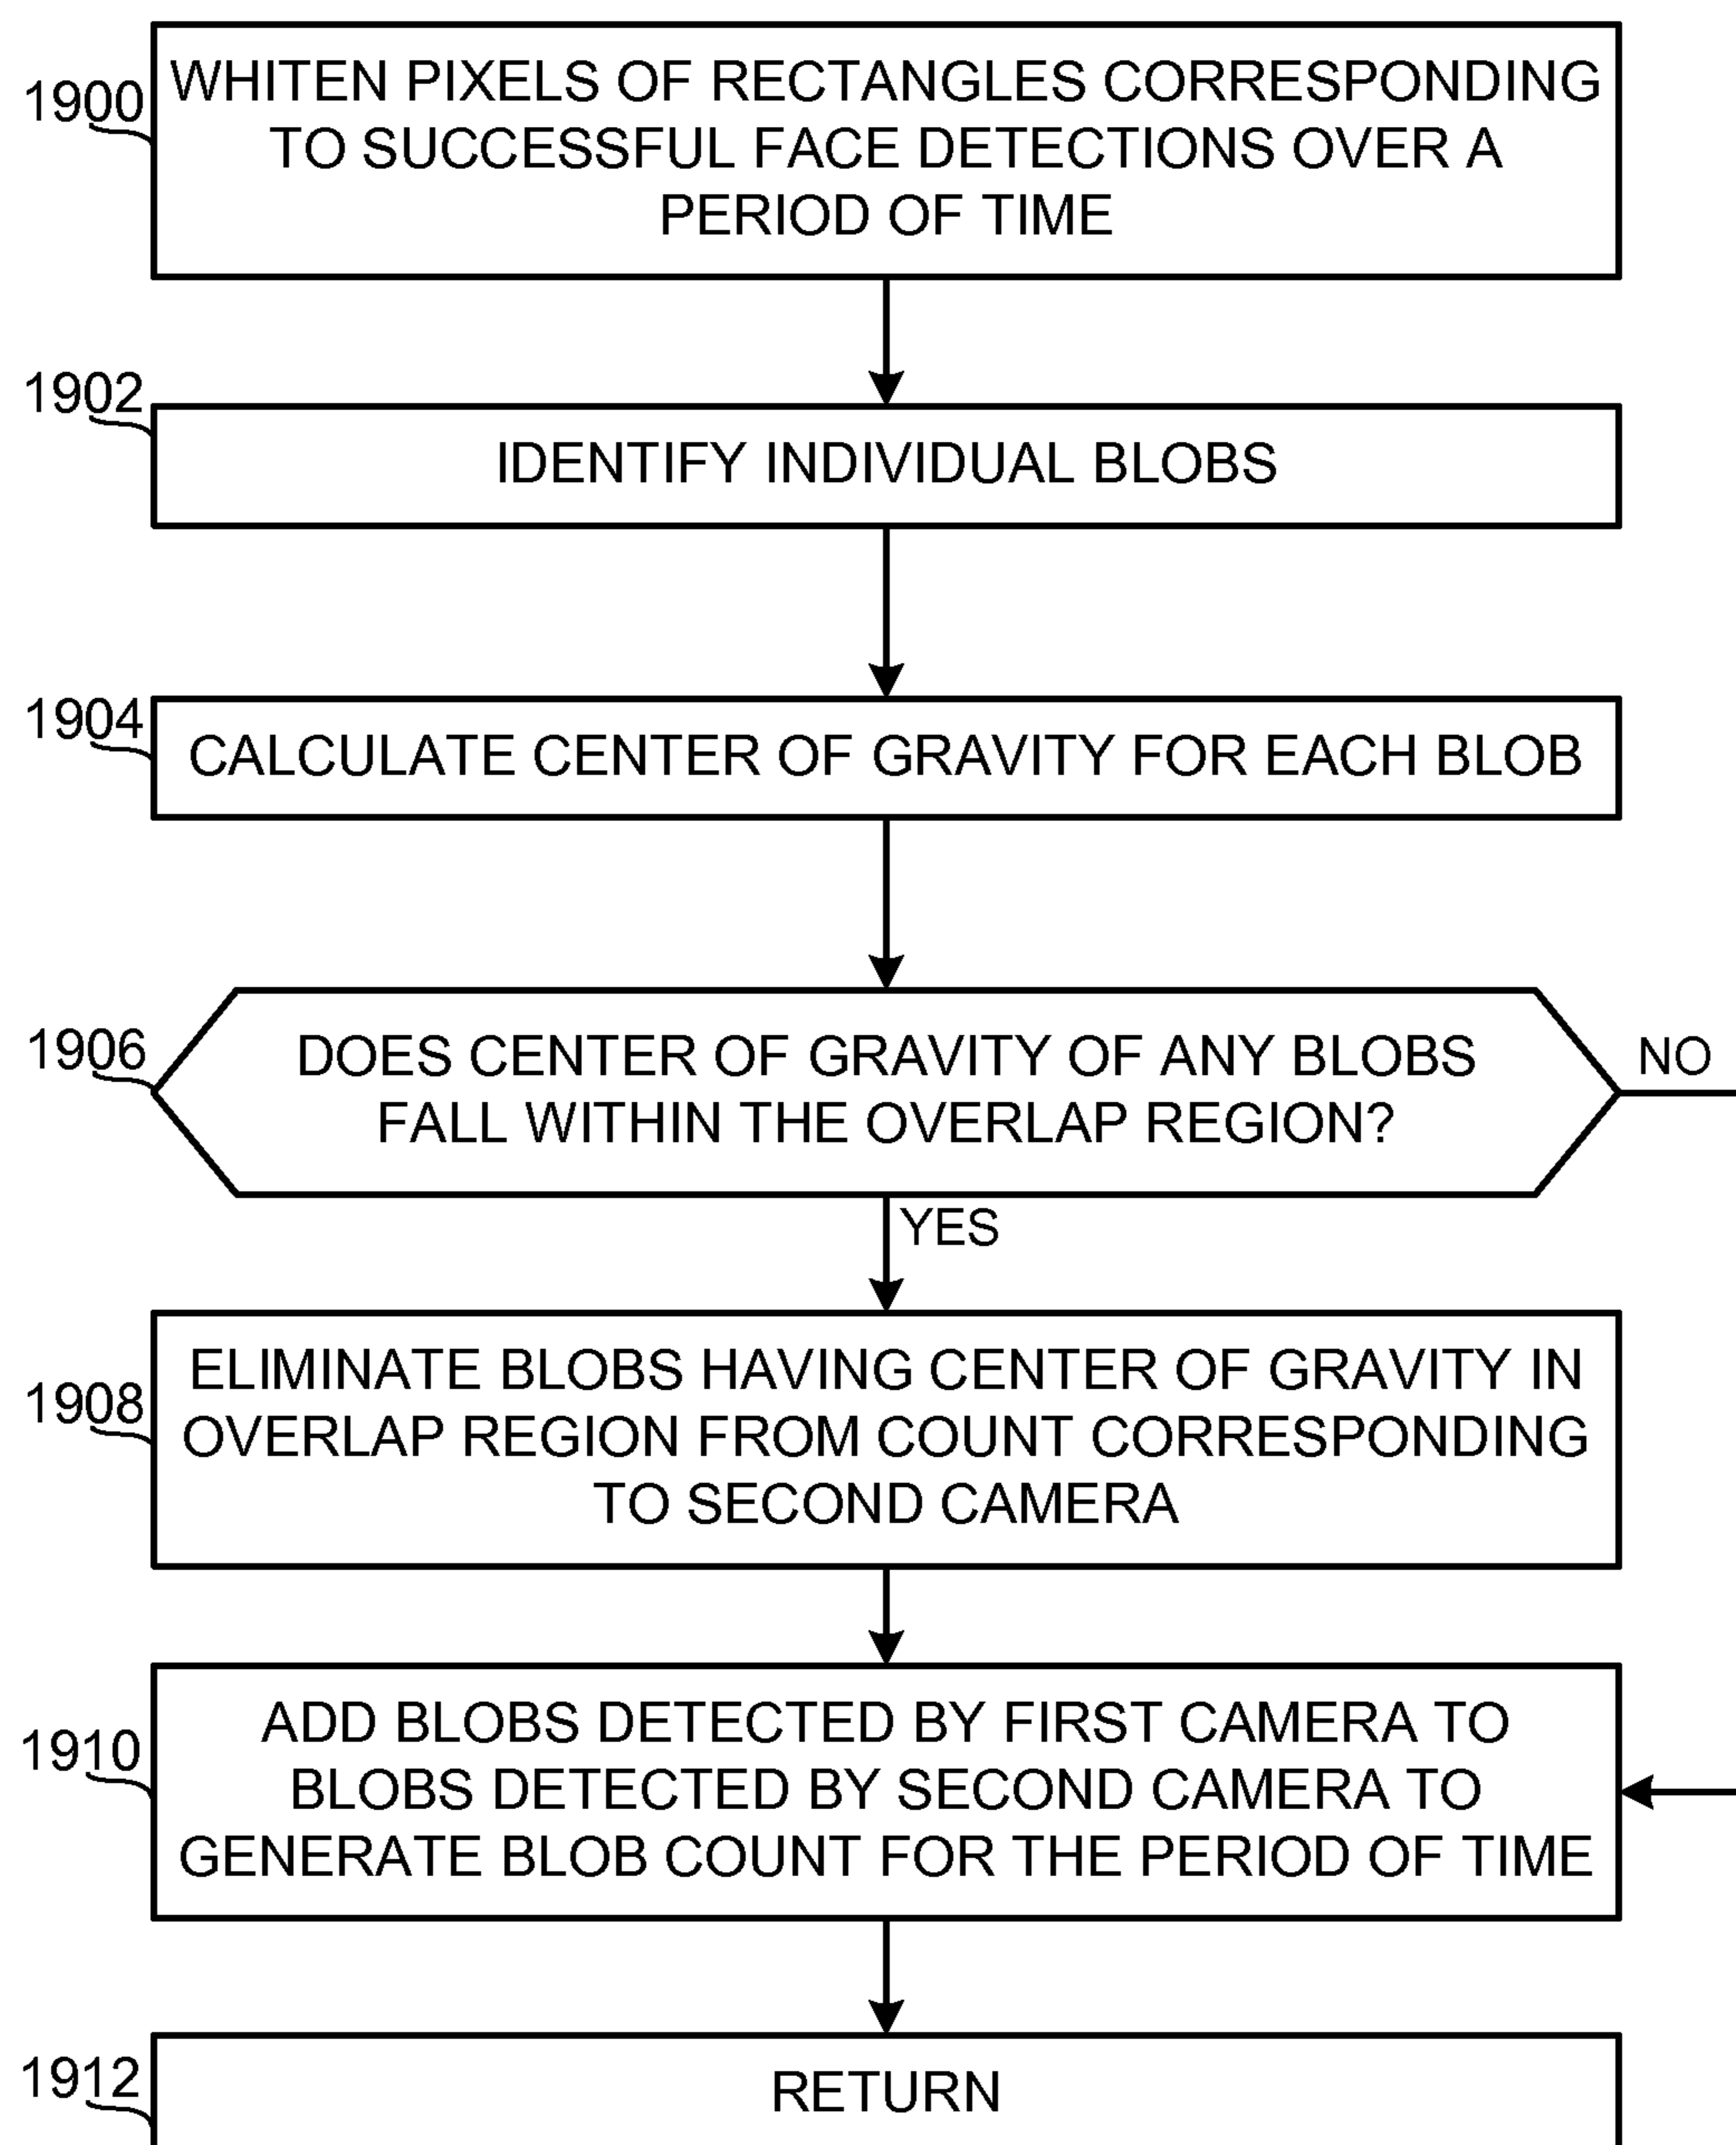 1900
WHITEN PIXELS OF RECTANGLES CORRESPONDING
TO SUCCESSFUL FACE DETECTIONS OVER A
PERIOD OF TIME
1902
IDENTIFY INDIVIDUAL BLOBS
1904
CALCULATE CENTER OF GRAVITY FOR EACH BLOB
1906
DOES CENTER OF GRAVITY OF ANY BLOBS
FALL WITHIN THE OVERLAP REGION?
NO
YES
1908
ELIMINATE BLOBS HAVING CENTER OF GRAVITY IN
OVERLAP REGION FROM COUNT CORRESPONDING
TO SECOND CAMERA
1910
ADD BLOBS DETECTED BY FIRST CAMERA TO
BLOBS DETECTED BY SECOND CAMERA TO
GENERATE BLOB COUNT FOR THE PERIOD OF TIME
1912
RETURN